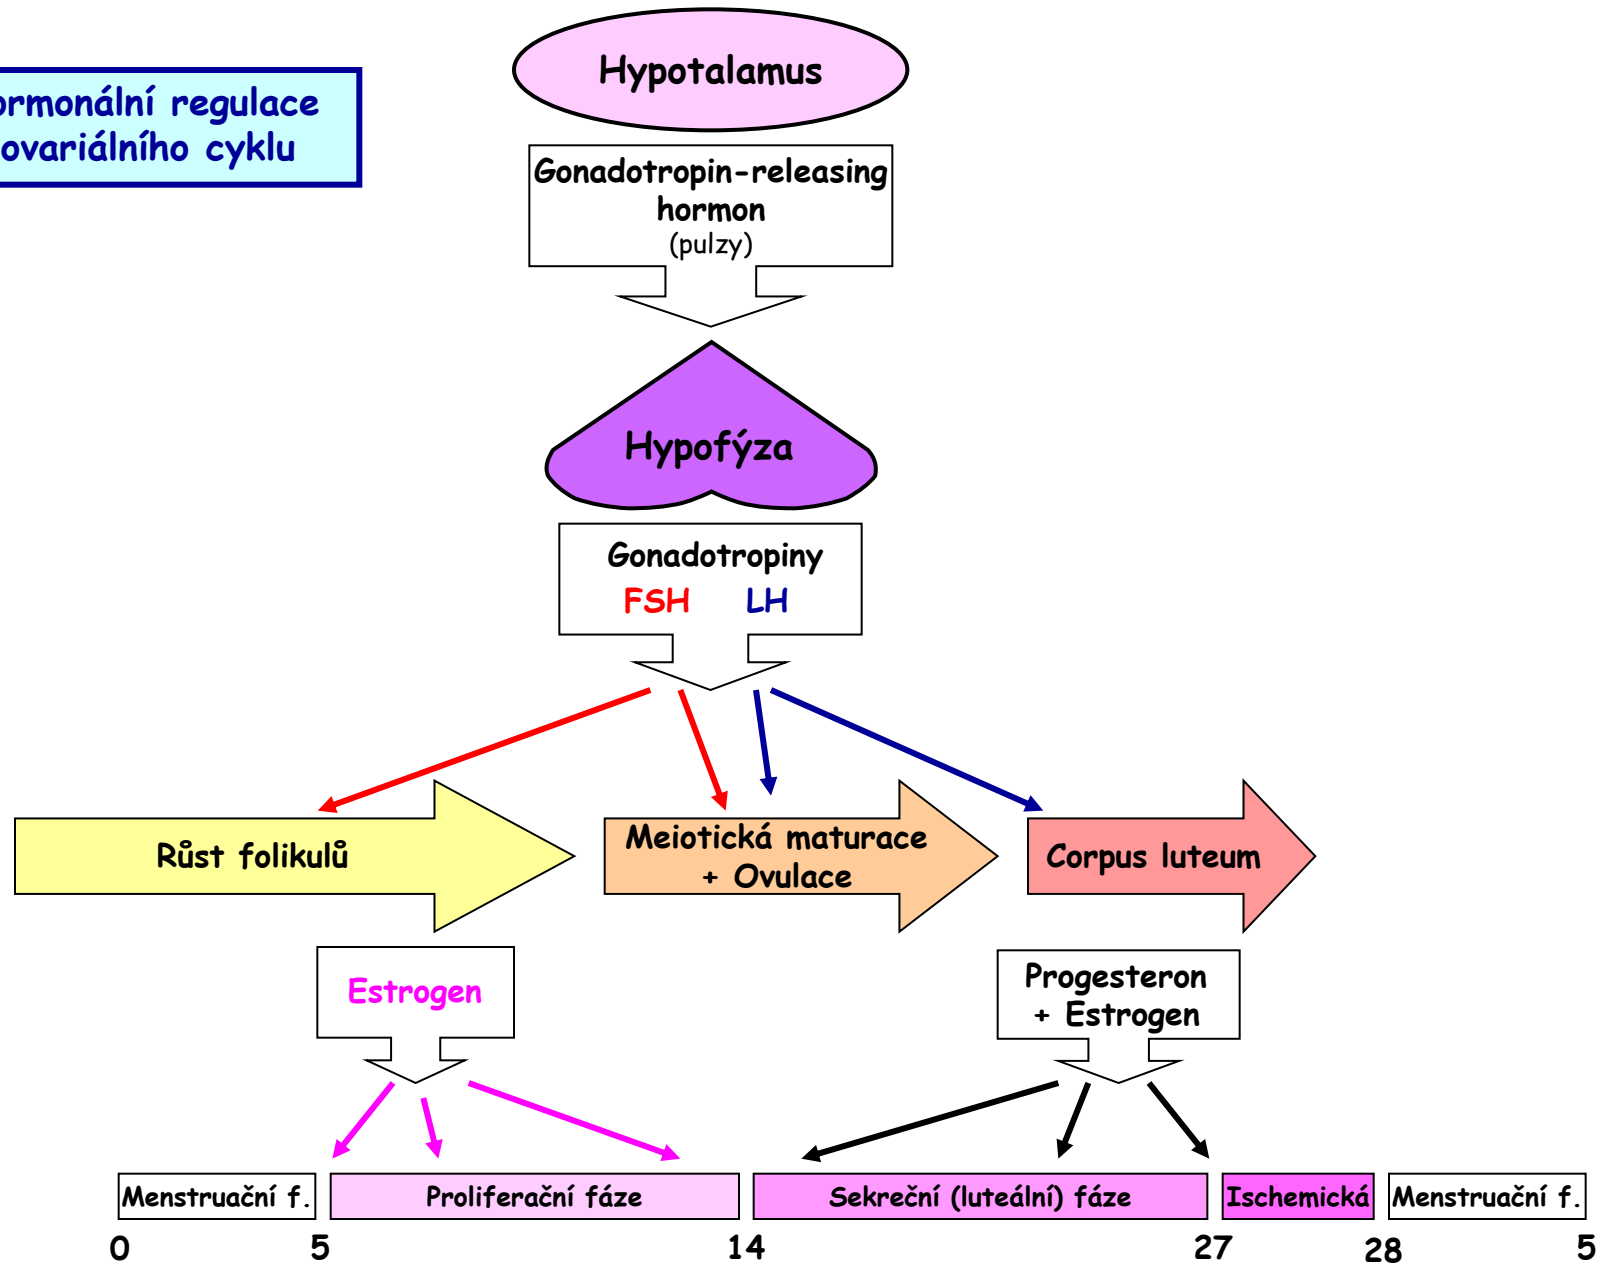 Hypotalamus
ormonální regulace
ovariálního cyklu
Gonadotropin-releasing
hormon
(pulzy)
Hypofýza
Gonadotropiny
FSH LH
Růst folikulů
Meiotická maturace
+ Ovulace
Corpus luteum
Estrogen
Progesteron
+ Estrogen
Menstruační f. Proliferační fáze Sekreční (luteální) fáze Ischemická Menstruační f.
0 5 14 27 28 5